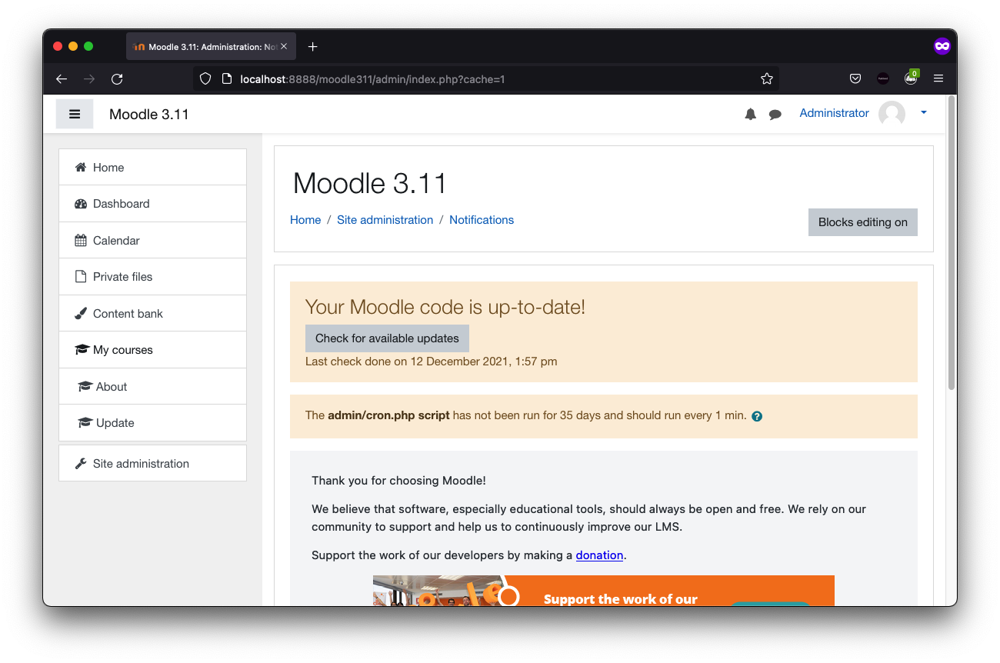 Moodle 3.11: Administration: No
localhost:8888/moodle311/admin/index.php?cache=1
0
Moodle 3.11
Administrator
Home
Dashboard
Calendar
Private files
Content bank
My courses
About
Update
Site administration
Moodle 3.11
Home / Site administration / Notifications
Blocks editing on
Your Moodle code is up-to-date!
Check for available updates
Last check done on 12 December 2021, 1:57 pm
The admin/cron.php script has not been run for 35 days and should run every 1 min.
Thank you for choosing Moodle!
We believe that software, especially educational tools, should always be open and free. We rely on our
community to support and help us to continuously improve our LMS.
Support the work of our developers by making a donation.
Support the work of our